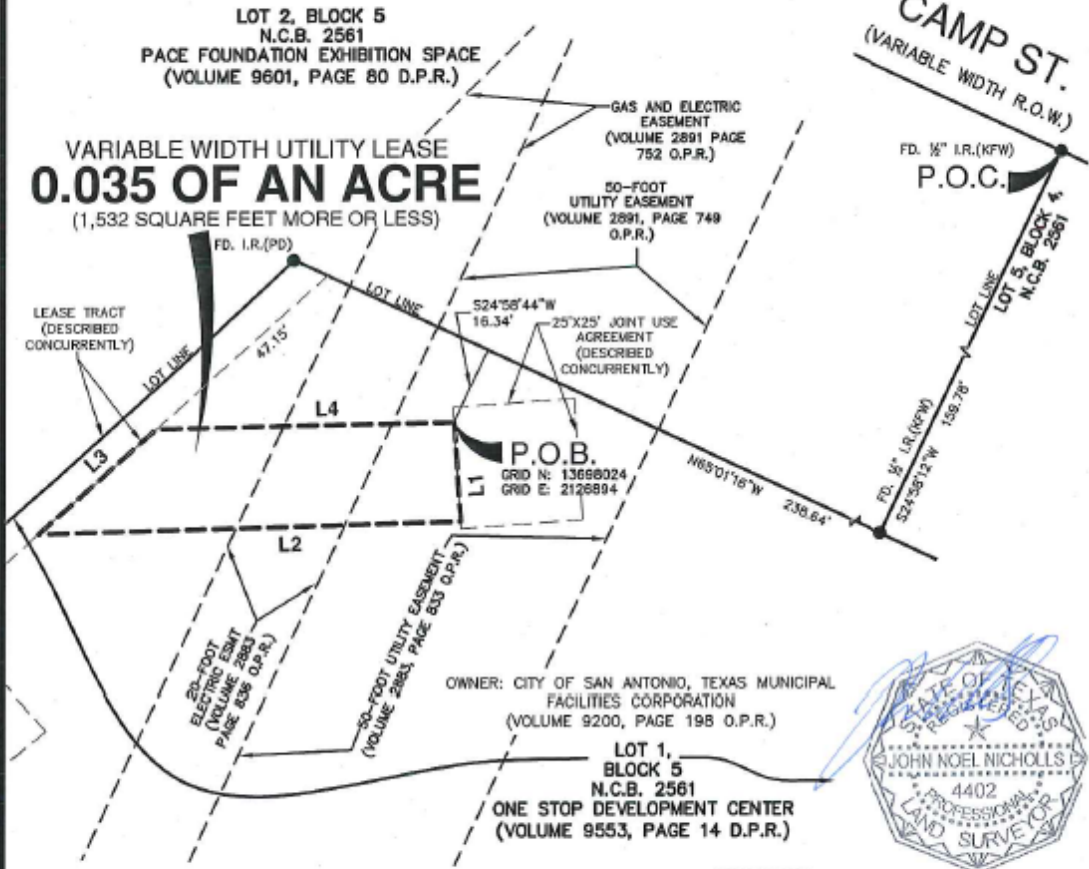 LOT 2, BLOCK 5
N.C.B. 2561
PACE FOUNDATION EXHIBITION SPACE
(VOLUME 9601, PAGE 80 D.P.R.)
CAMP ST.
(VARIABLE WIDTH R.O.W.)
GAS AND ELECTRIC
EASEMENT
(VOLUME 2891 PAGE
752 O.P.R.)
FD. ½" I.R.(KFW)
P.O.C.
VARIABLE WIDTH UTILITY LEASE
0.035 OF AN ACRE
(1,532 SQUARE FEET MORE OR LESS)
50-FOOT
UTILITY EASEMENT
(VOLUME 2891, PAGE 749
O.P.R.)
LOT 5, BLOCK 4,
N.C.B. 2561
LOT LINE
FD. I.R.(PD)
LOT LINE
S24°58'44"W
16.34'
25'X25' JOINT USE
AGREEMENT
(DESCRIBED
CONCURRENTLY)
LEASE TRACT
(DESCRIBED
CONCURRENTLY)
LOT LINE
47.15'
L4
L3
P.O.B.
GRID N: 13698024
GRID E: 2126894
L1
L2
N65°01'16"W
238.64'
FD. ½" I.R.(KFW)
S24°58'12"W 159.78'
20-FOOT
ELECTRIC ESMT
(VOLUME 2883
PAGE 836 O.P.R.)
50-FOOT UTILITY EASEMENT
(VOLUME 2883, PAGE 833 O.P.R.)
OWNER: CITY OF SAN ANTONIO, TEXAS MUNICIPAL
FACILITIES CORPORATION
(VOLUME 9200, PAGE 198 O.P.R.)
LOT 1,
BLOCK 5
N.C.B. 2561
ONE STOP DEVELOPMENT CENTER
(VOLUME 9553, PAGE 14 D.P.R.)
STATE OF TEXAS
REGISTERED
JOHN NOEL NICHOLLS
4402
PROFESSIONAL
LAND SURVEYOR